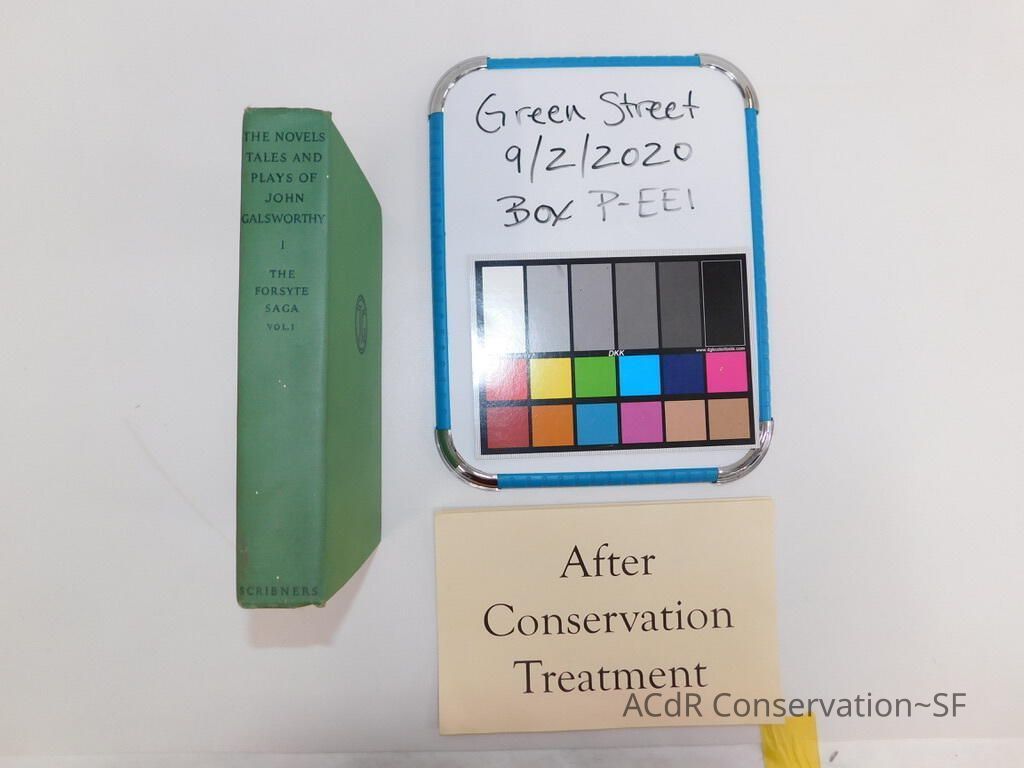 THE NOVELS
TALES AND
PLAYS OF
JOHN
GALSWORTHY
I
THE
FORSYTE
SAGA
VOL.I
SCRIBNERS
Green Street
9/2/2020
Box P-EE1
DKK
After
Conservation
Treatment
ACdR Conservation~SF